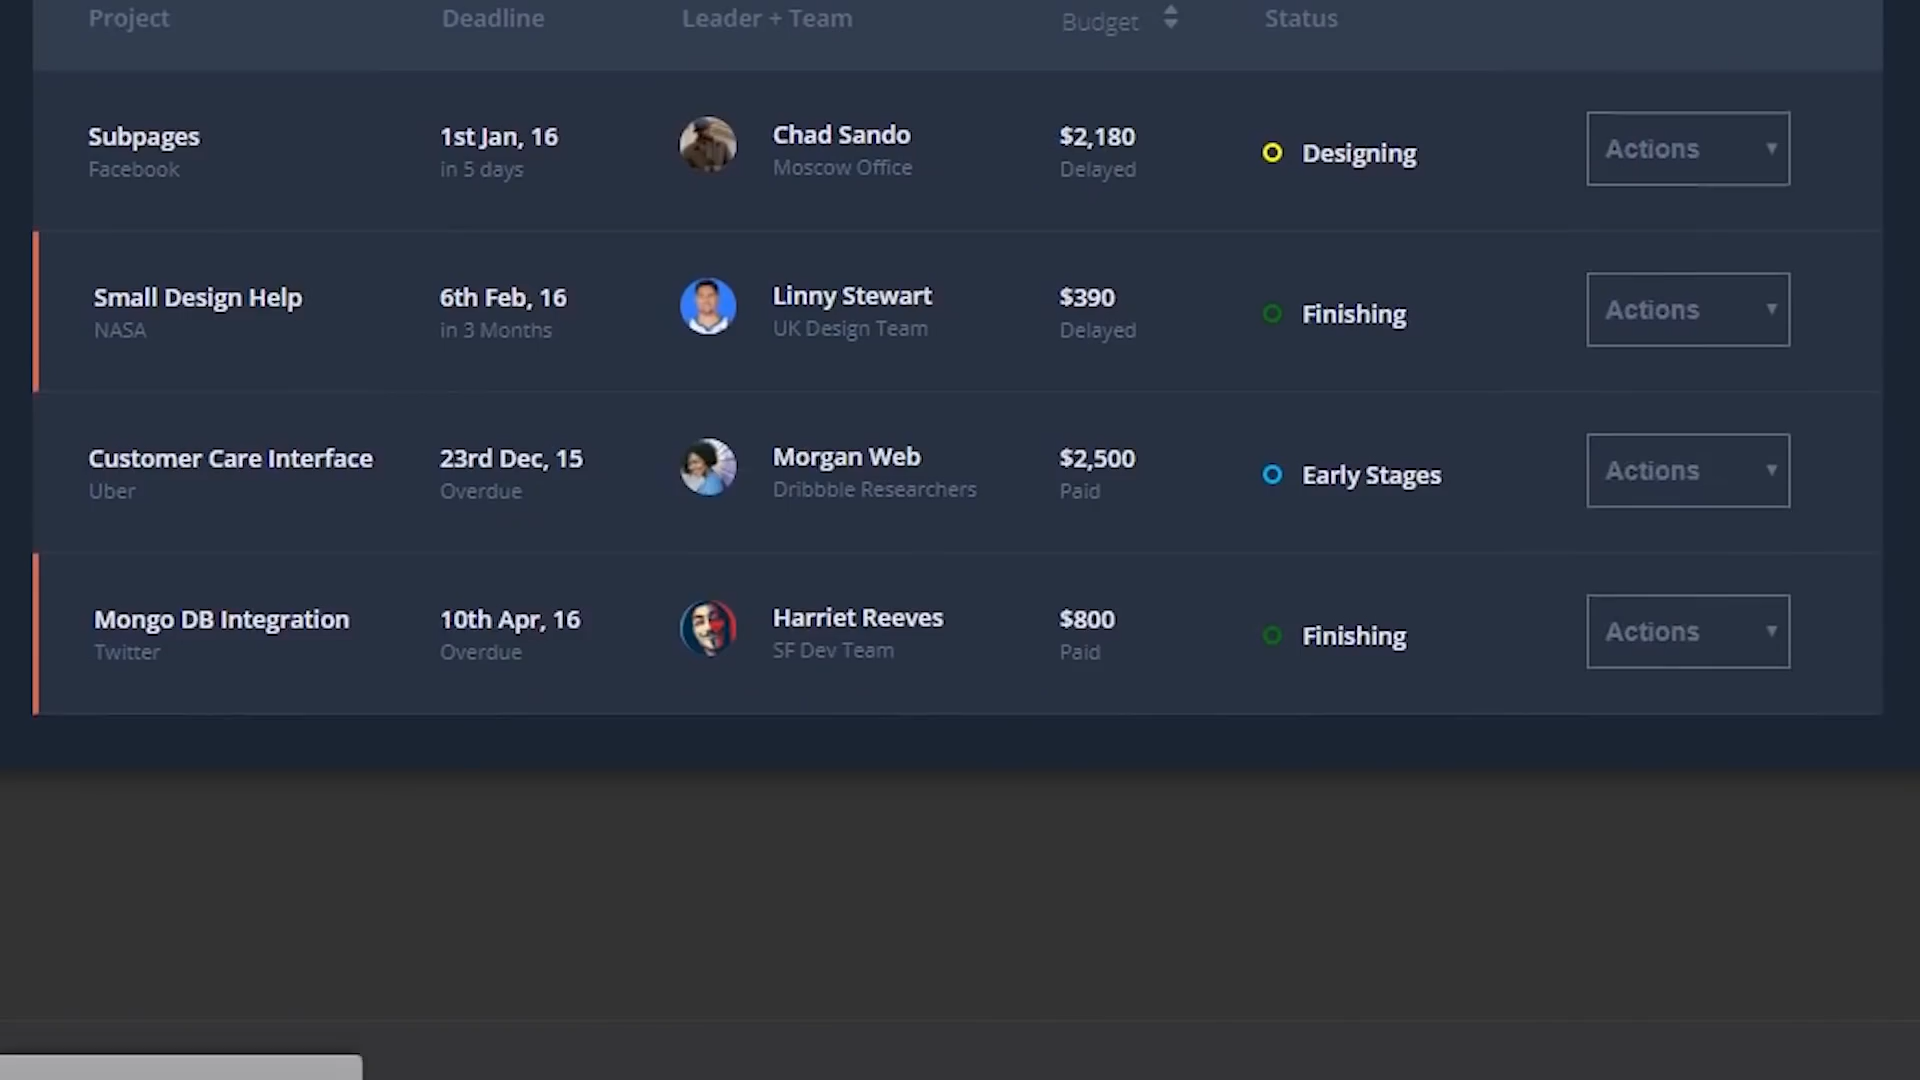 Project Deadline Leader + Team Budget Status
Subpages 1st Jan, 16 Chad Sando $2,180 Designing Actions
Facebook in 5 days Moscow Office Delayed
Small Design Help 6th Feb, 16 Linny Stewart $390 Finishing Actions
NASA in 3 Months UK Design Team Delayed
Customer Care Interface 23rd Dec, 15 Morgan Web $2,500 Early Stages Actions
Uber Overdue Dribbble Researchers Paid
Mongo DB Integration 10th Apr, 16 Harriet Reeves $800 Finishing Actions
Twitter Overdue SF Dev Team Paid